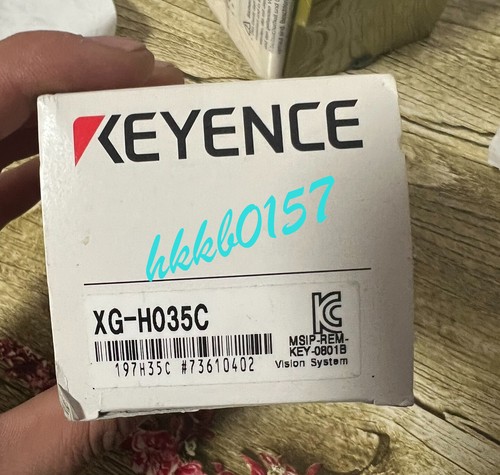 KEYENCE
hkkb0157
XG-H035C
197H35C #73610402
MSIP-REM-
KEY-0801B
Vision System